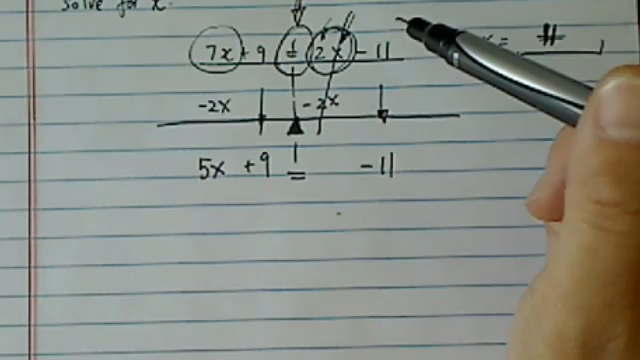 Solve for x.
7x + 9 = 2x - 11
x = #
-2x -2x
5x + 9 = -11